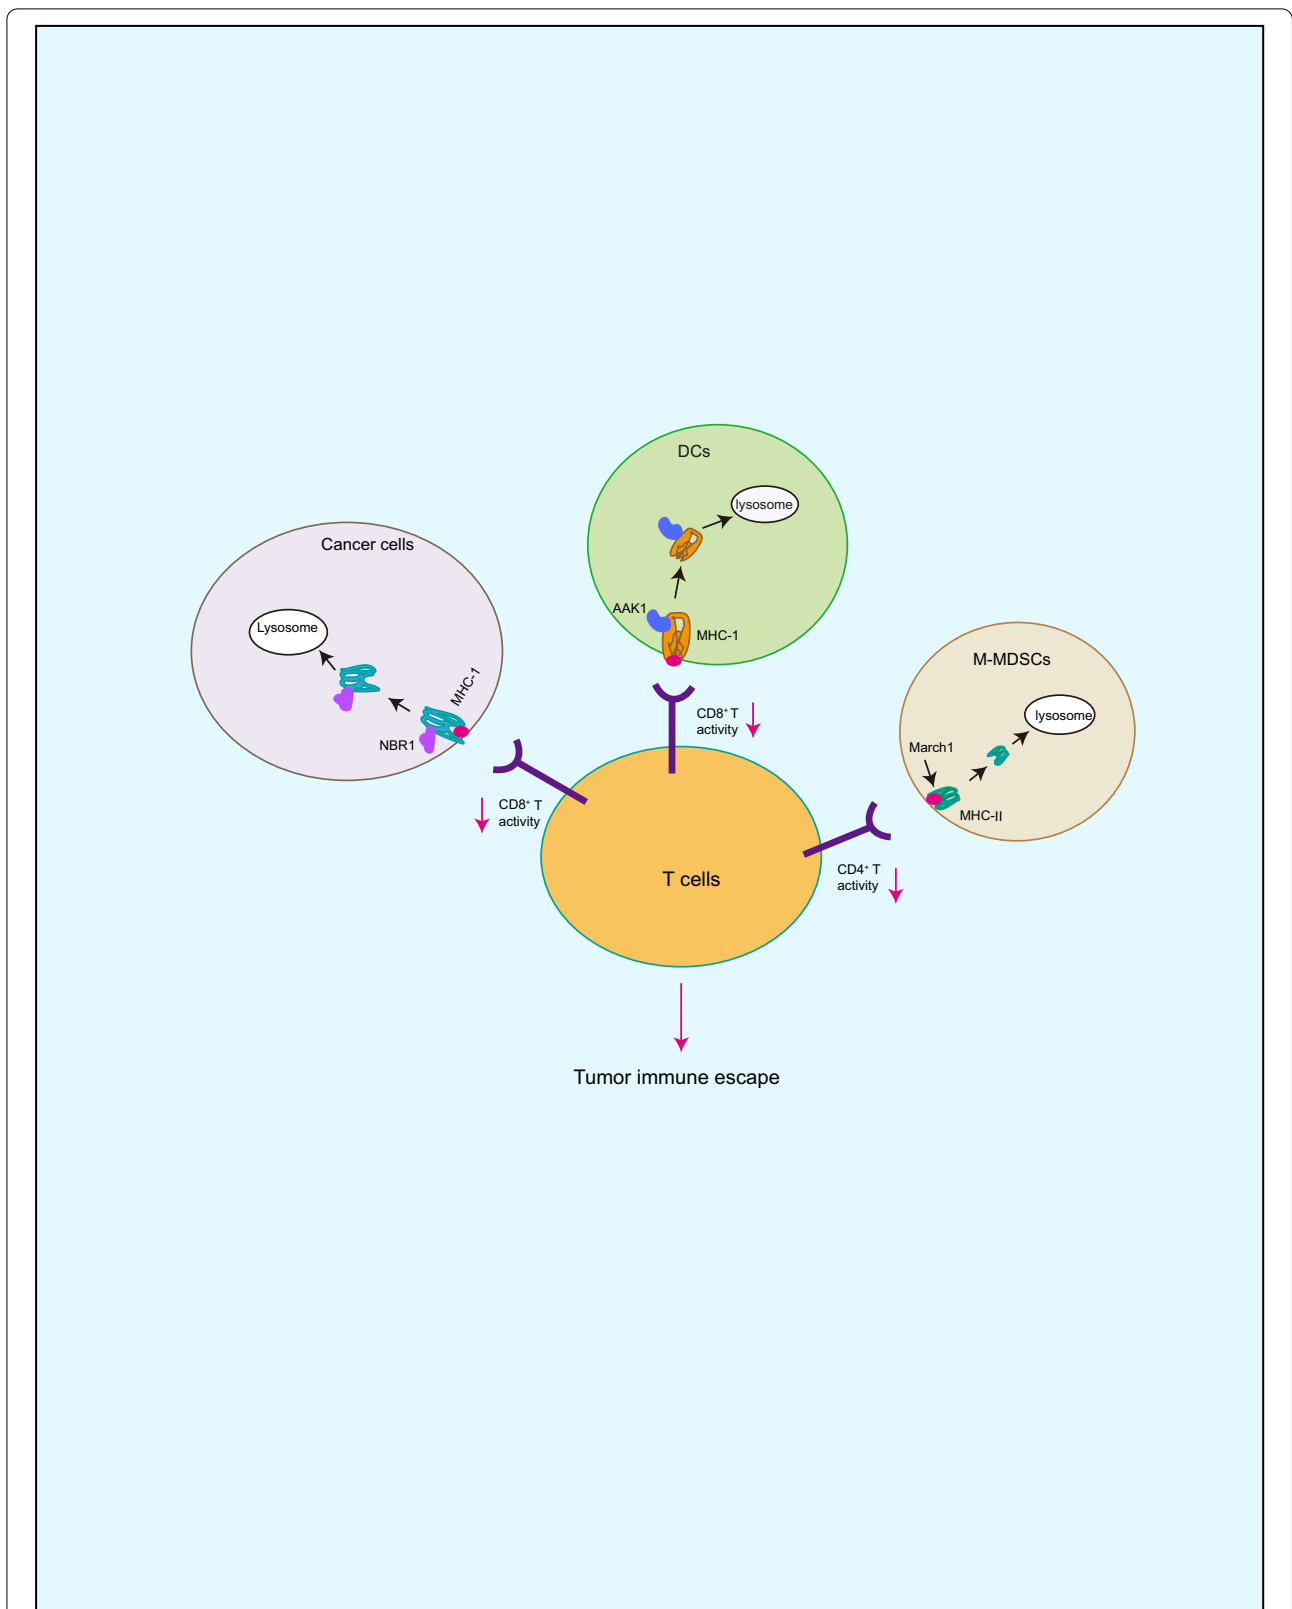 DCs
lysosome
AAK1
MHC-1
Cancer cells
Lysosome
MHC-1
NBR1
M-MDSCs
lysosome
March1
MHC-II
CD8⁺ T
activity
CD8⁺ T
activity
CD4⁺ T
activity
T cells
Tumor immune escape